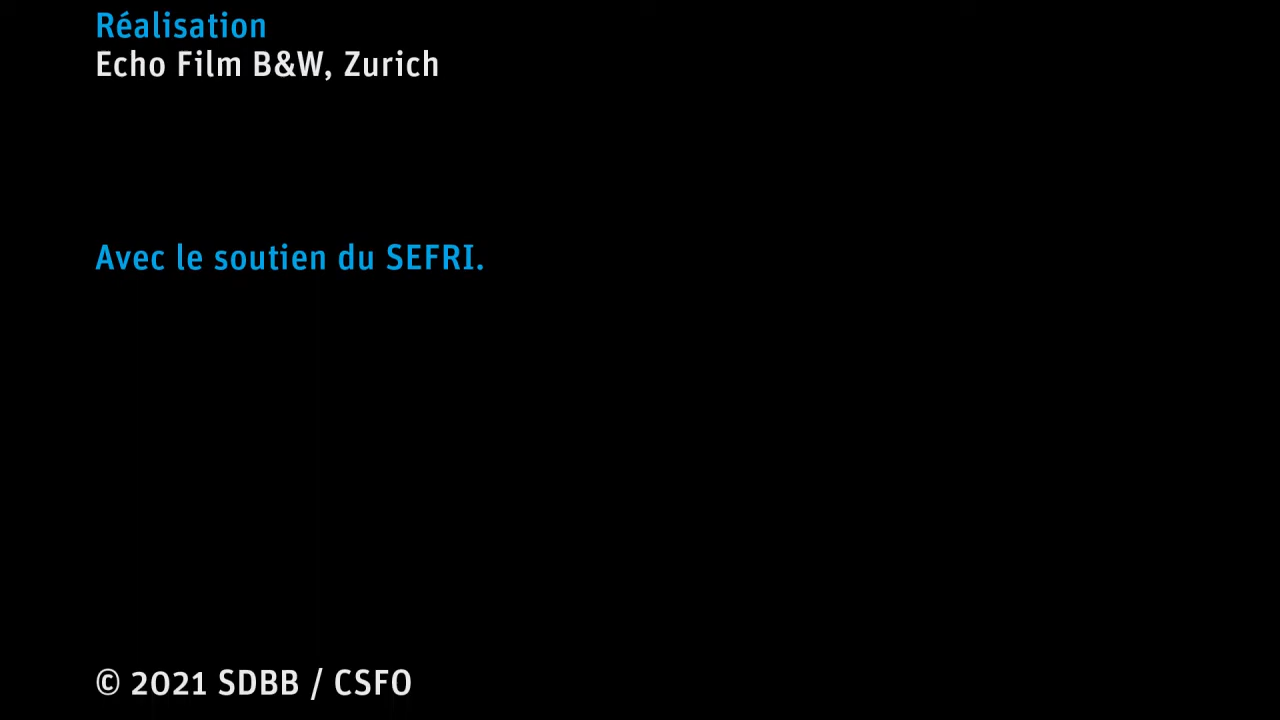 Réalisation
Echo Film B&W, Zurich
Avec le soutien du SEFRI.
© 2021 SDBB / CSFO